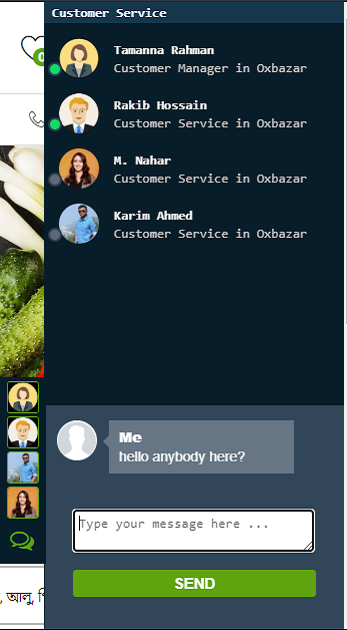 Customer Service
Tamanna Rahman
Customer Manager in Oxbazar
Rakib Hossain
Customer Service in Oxbazar
M. Nahar
Customer Service in Oxbazar
Karim Ahmed
Customer Service in Oxbazar
Me
hello anybody here?
Type your message here ...
SEND
, আলু,